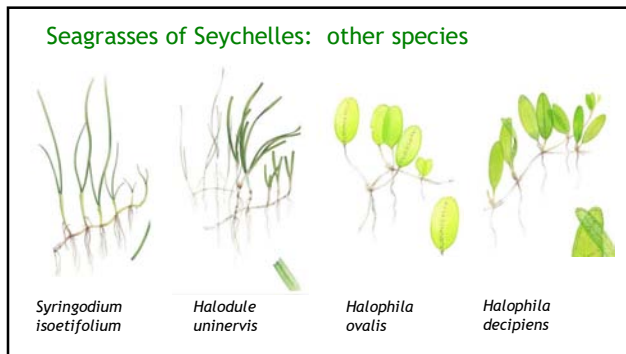 Seagrasses of Seychelles: other species
Syringodium isoetifolium
Halodule uninervis
Halophila ovalis
Halophila decipiens